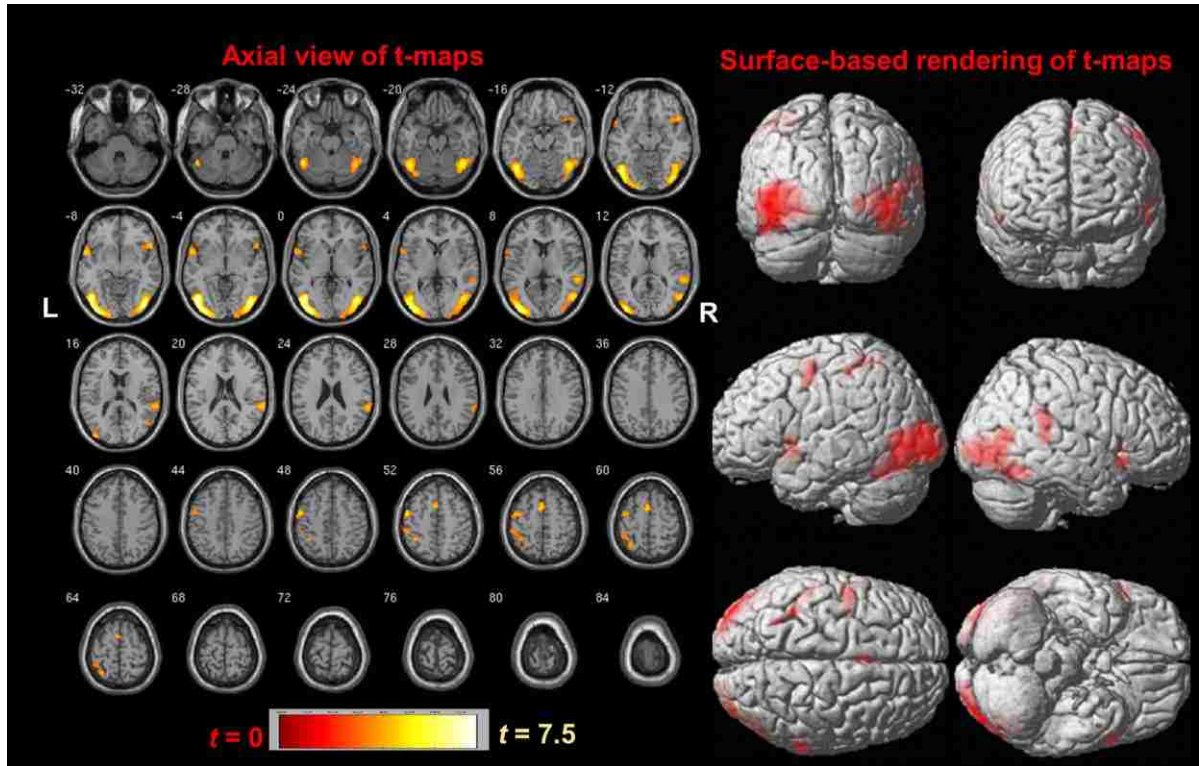 Axial view of t-maps
Surface-based rendering of t-maps
-32 -28 -24 -20 -16 -12
-8 -4 0 4 8 12
L
R
16 20 24 28 32 36
40 44 48 52 56 60
64 68 72 76 80 84
t = 0
t = 7.5